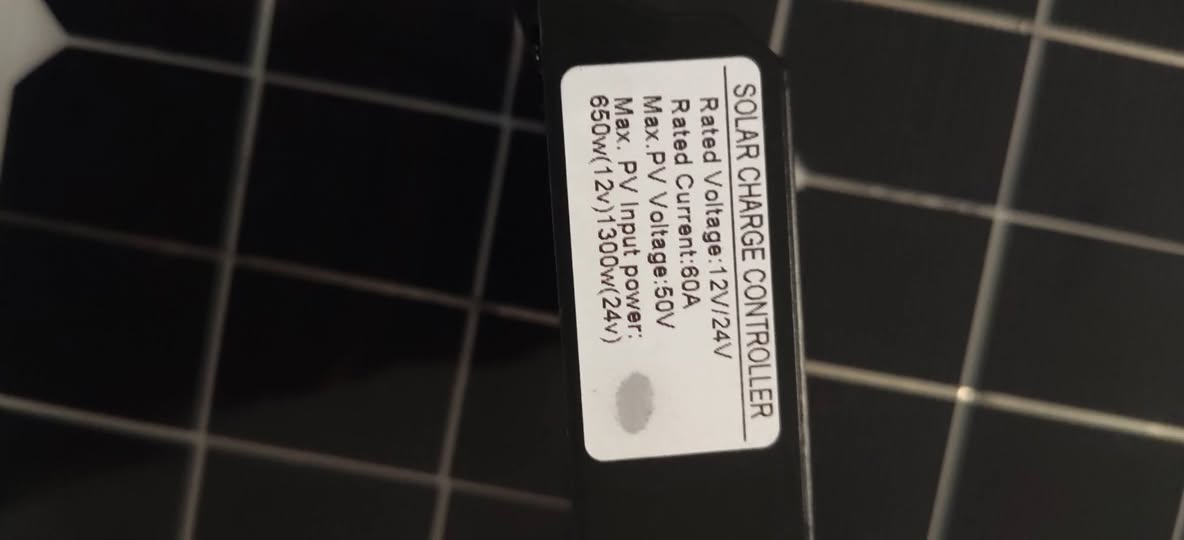 SOLAR CHARGE CONTROLLER
Rated Voltage:12V/24V
Rated Current:60A
Max.PV Voltage:50V
Max. PV Input power:
650w(12v)1300w(24v)